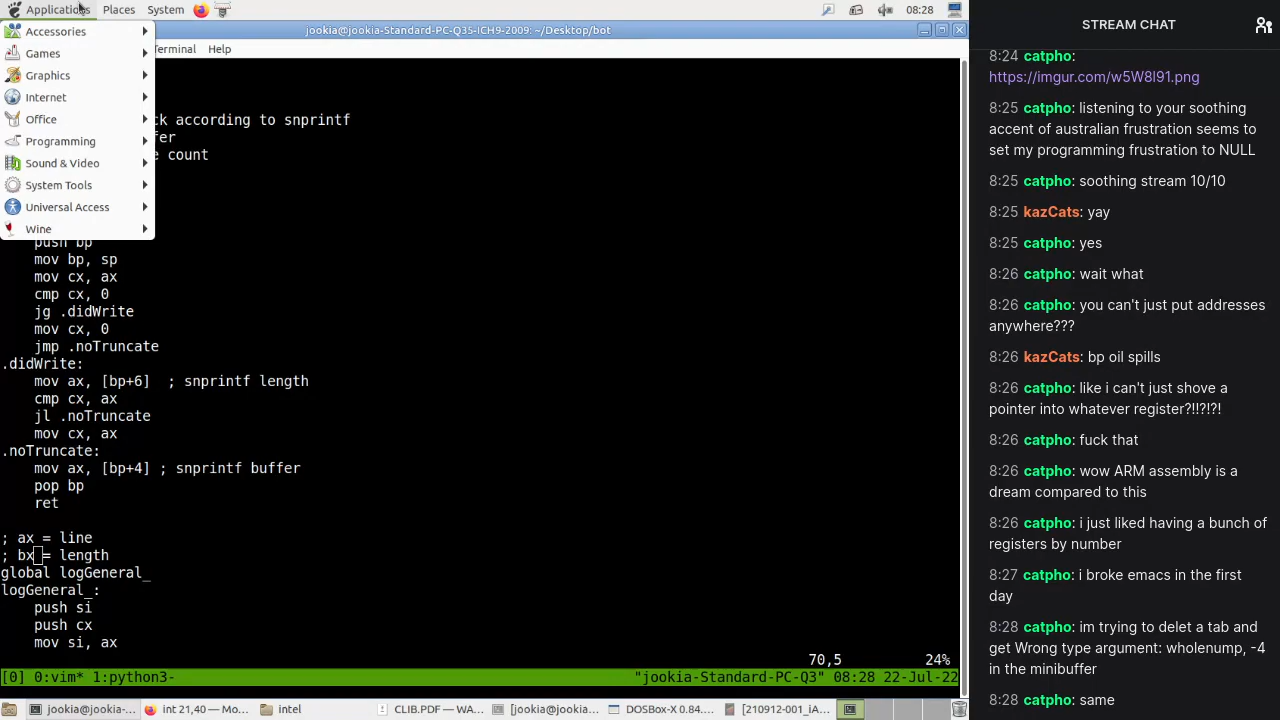 Applications Places System 08:28
Accessories
Games
Graphics
Internet
Office
Programming
Sound & Video
System Tools
Universal Access
Wine
jookia@jookia-Standard-PC-Q35-ICH9-2009: ~/Desktop/bot
Terminal Help
ck according to snprintf
fer
e count
push bp
mov bp, sp
mov cx, ax
cmp cx, 0
jg .didWrite
mov cx, 0
jmp .noTruncate
.didWrite:
mov ax, [bp+6] ; snprintf length
cmp cx, ax
jl .noTruncate
mov cx, ax
.noTruncate:
mov ax, [bp+4] ; snprintf buffer
pop bp
ret
; ax = line
; bx = length
global logGeneral_
logGeneral_:
push si
push cx
mov si, ax
70,5 24%
[0] 0:vim* 1:python3- "jookia-Standard-PC-Q3" 08:28 22-Jul-22
jookia@jookia-... int 21,40 - Mo... intel CLIB.PDF — WA... [jookia@jookia... DOSBox-X 0.84.... [210912-001_iA...
STREAM CHAT
8:24 catpho:
https://imgur.com/w5W8I91.png
8:25 catpho: listening to your soothing
accent of australian frustration seems to
set my programming frustration to NULL
8:25 catpho: soothing stream 10/10
8:25 kazCats: yay
8:25 catpho: yes
8:26 catpho: wait what
8:26 catpho: you can't just put addresses
anywhere???
8:26 kazCats: bp oil spills
8:26 catpho: like i can't just shove a
pointer into whatever register?!!?!?!
8:26 catpho: fuck that
8:26 catpho: wow ARM assembly is a
dream compared to this
8:26 catpho: i just liked having a bunch of
registers by number
8:27 catpho: i broke emacs in the first
day
8:28 catpho: im trying to delet a tab and
get Wrong type argument: wholenump, -4
in the minibuffer
8:28 catpho: same